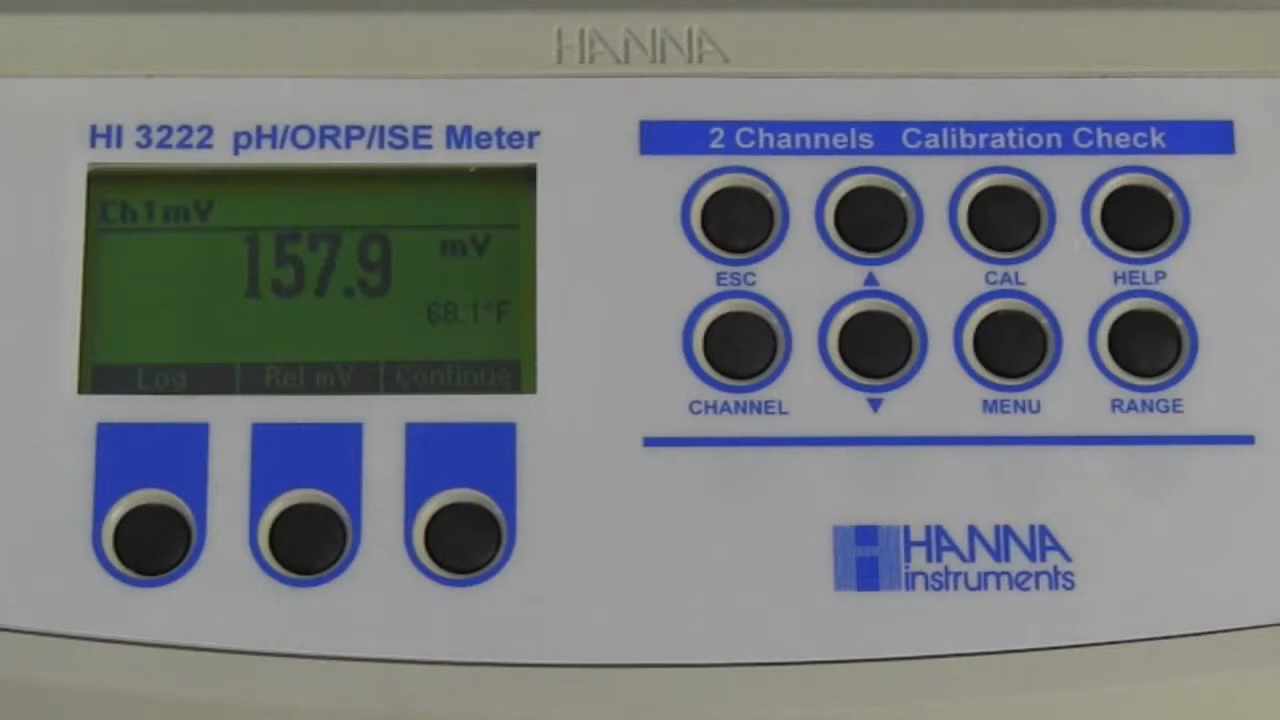 HANNA
HI 3222 pH/ORP/ISE Meter
Ch1mV
157.9 mV
68.1°F
Log Rel mV Continue
2 Channels Calibration Check
ESC ▲ CAL HELP
CHANNEL ▼ MENU RANGE
HANNA
instruments